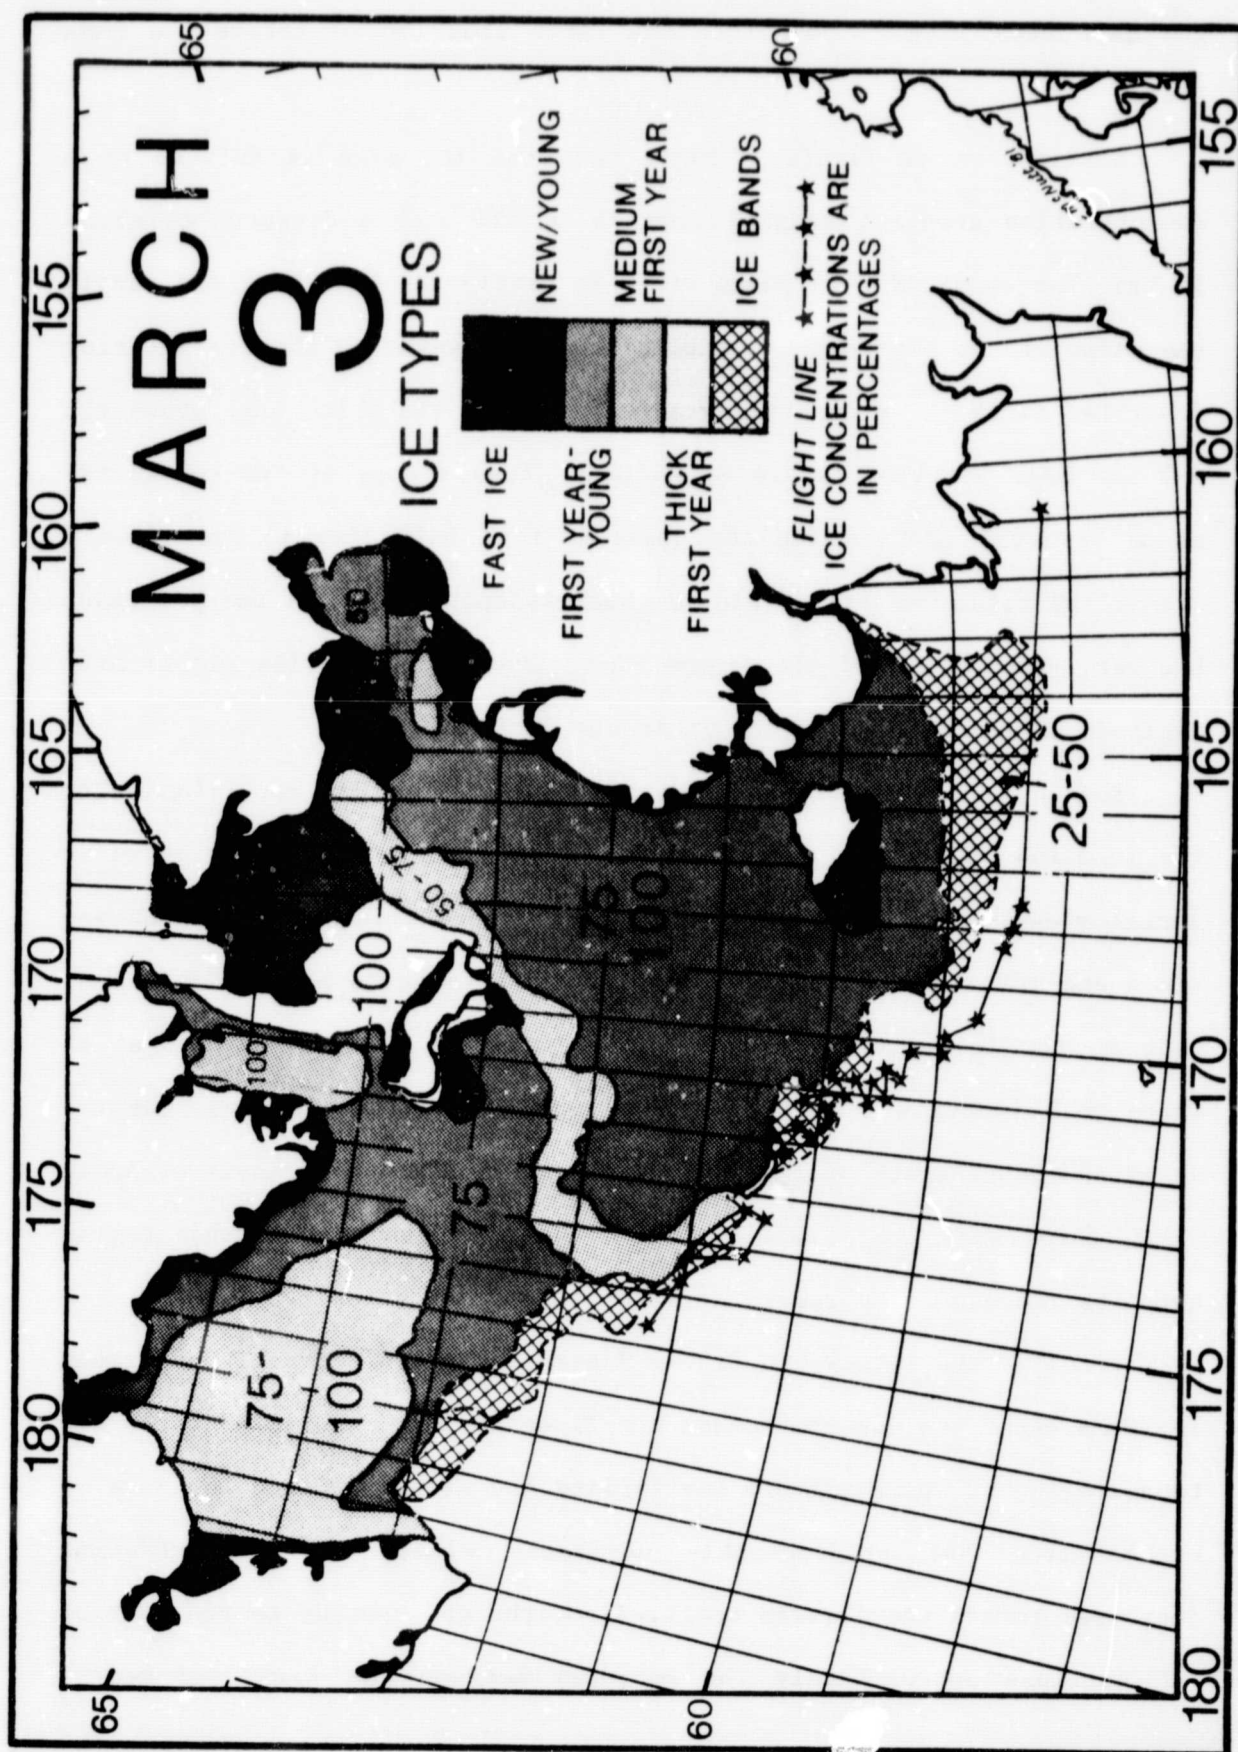 MARCH
3
ICE TYPES
FAST ICE
NEW/YOUNG
FIRST YEAR-
YOUNG
MEDIUM
FIRST YEAR
THICK
FIRST YEAR
ICE BANDS
FLIGHT LINE
ICE CONCENTRATIONS ARE
IN PERCENTAGES
180
175
170
165
160
155
65
60
65
60
180
175
170
165
160
155
75-
100
75
100
100
50-75
75
100
25-50